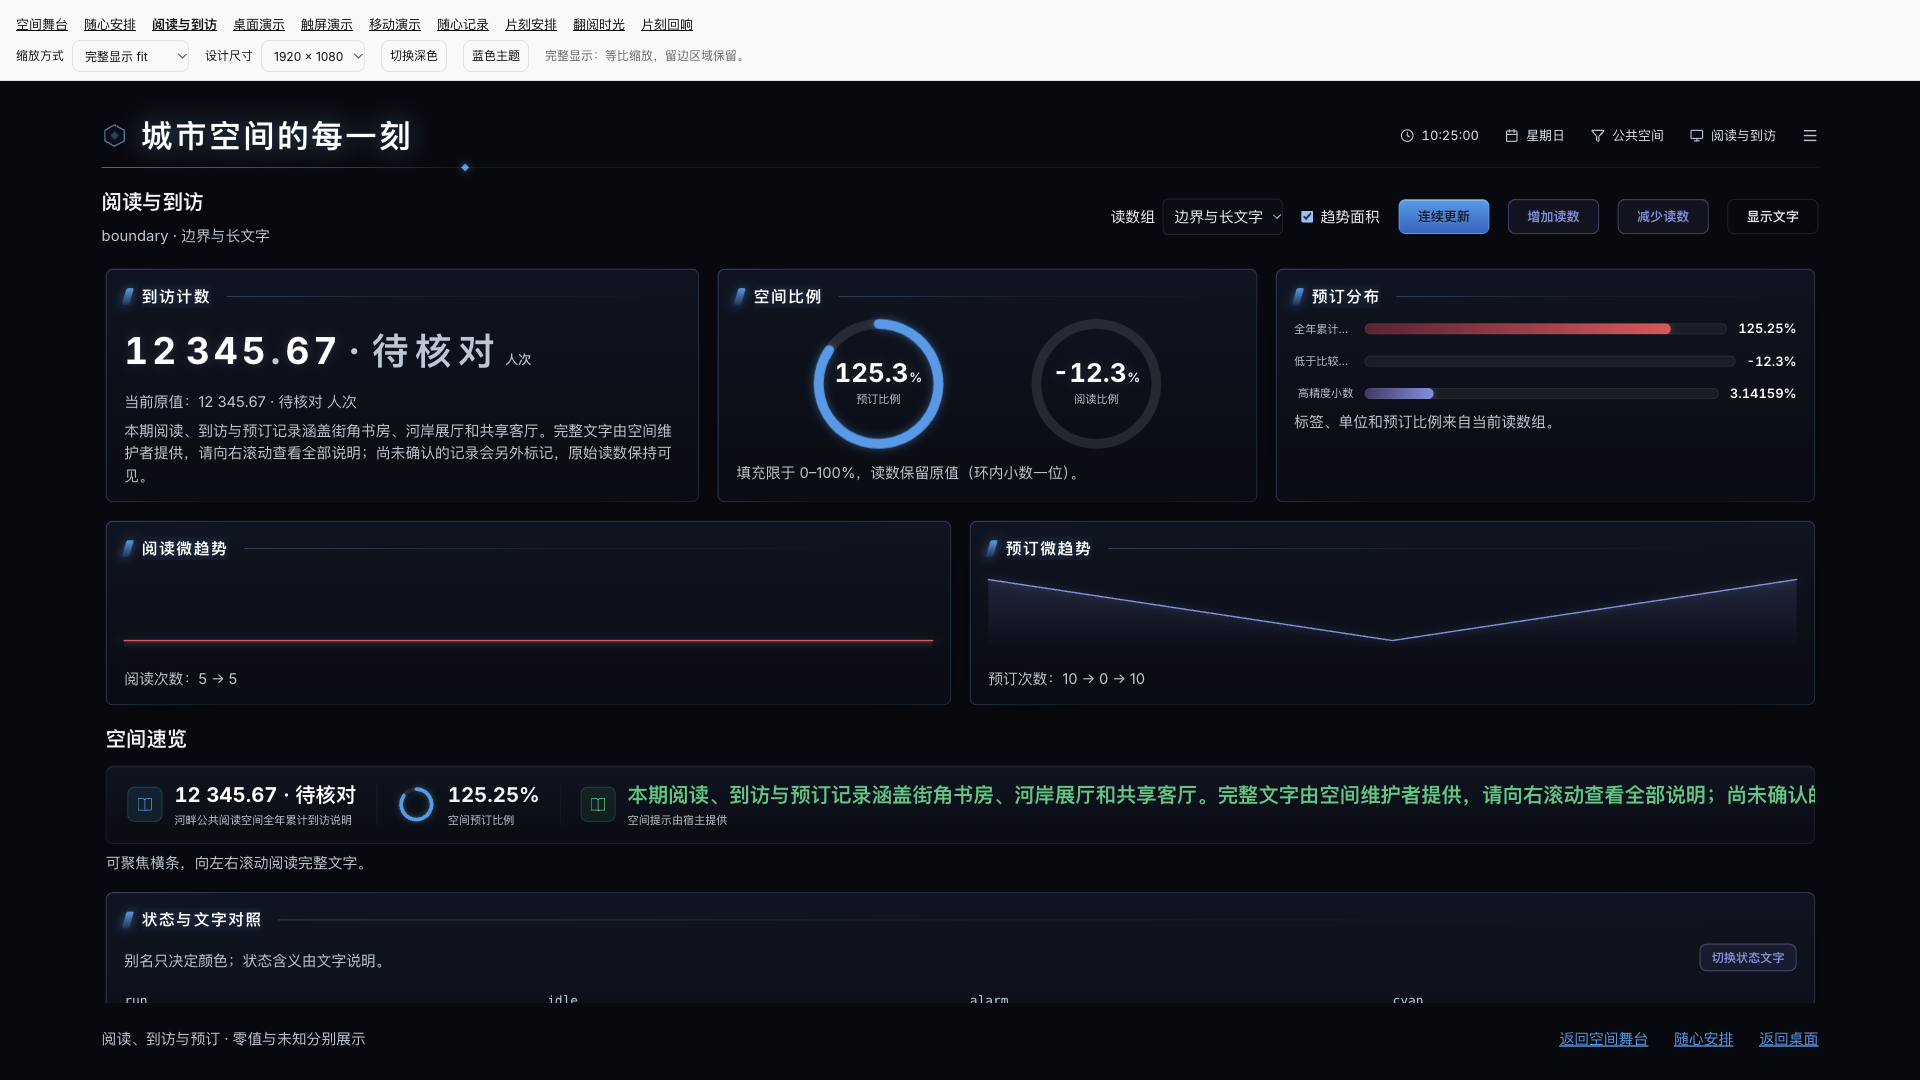 空间舞台 随心安排 阅读与到访 桌面演示 触屏演示 移动演示 随心记录 片刻安排 翻阅时光 片刻回响
缩放方式 完整显示 fit 设计尺寸 1920 × 1080 切换深色 蓝色主题 完整显示：等比缩放，留边区域保留。
城市空间的每一刻
10:25:00 星期日 公共空间 阅读与到访
阅读与到访
boundary · 边界与长文字
读数组 边界与长文字 趋势面积 连续更新 增加读数 减少读数 显示文字
到访计数
12 345.67 · 待核对 人次
当前原值：12 345.67 · 待核对 人次
本期阅读、到访与预订记录涵盖街角书房、河岸展厅和共享客厅。完整文字由空间维
护者提供，请向右滚动查看全部说明；尚未确认的记录会另外标记，原始读数保持可
见。
空间比例
125.3%
预订比例
-12.3%
阅读比例
填充限于 0–100%，读数保留原值（环内小数一位）。
预订分布
全年累计... 125.25%
低于比较... -12.3%
高精度小数 3.14159%
标签、单位和预订比例来自当前读数组。
阅读微趋势
阅读次数：5 → 5
预订微趋势
预订次数：10 → 0 → 10
空间速览
12 345.67 · 待核对
河畔公共阅读空间全年累计到访说明
125.25%
空间预订比例
本期阅读、到访与预订记录涵盖街角书房、河岸展厅和共享客厅。完整文字由空间维护者提供，请向右滚动查看全部说明；尚未确认的
空间提示由宿主提供
可聚焦横条，向左右滚动阅读完整文字。
状态与文字对照
别名只决定颜色；状态含义由文字说明。
切换状态文字
run idle alarm cyan
阅读、到访与预订 · 零值与未知分别展示
返回空间舞台 随心安排 返回桌面